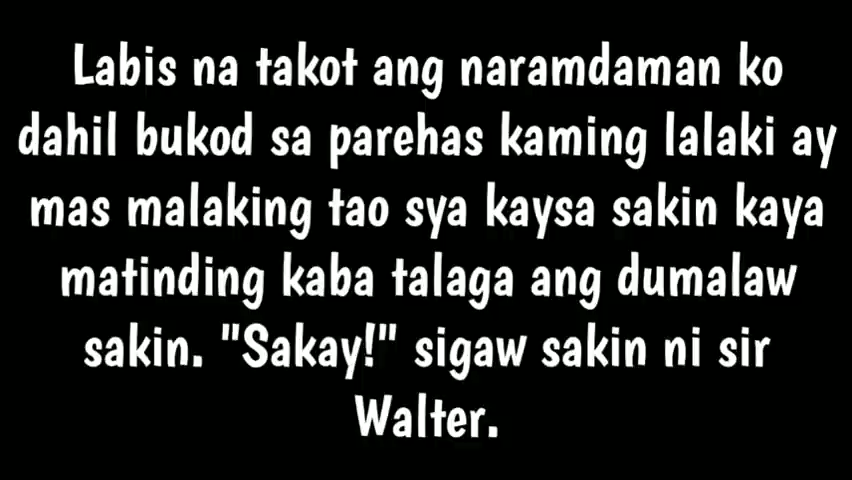 Labis na takot ang naramdaman ko
dahil bukod sa parehas kaming lalaki ay
mas malaking tao sya kaysa sakin kaya
matinding kaba talaga ang dumalaw
sakin. "Sakay!" sigaw sakin ni sir
Walter.